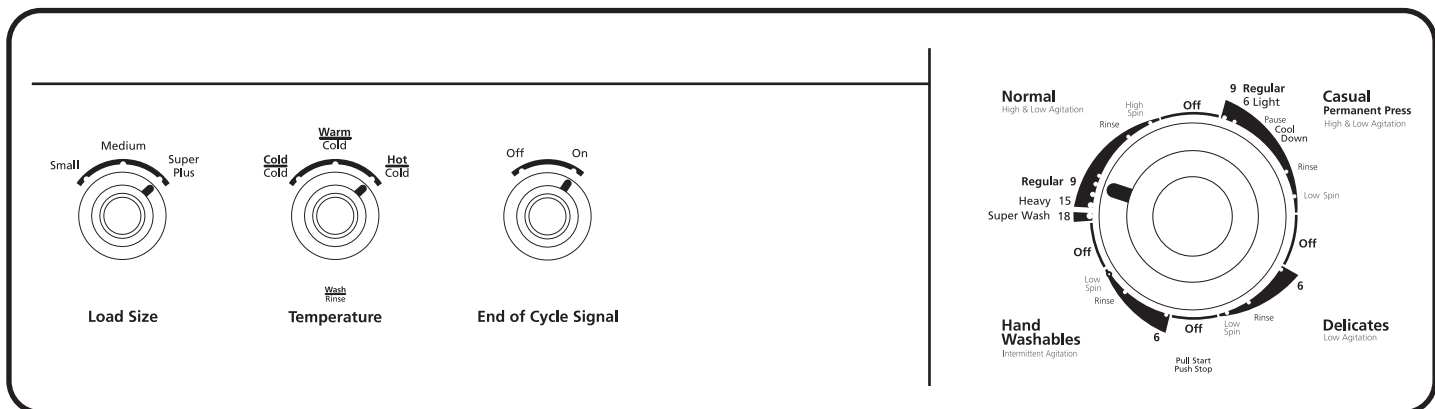 Small
Medium
Super
Plus
Load Size
Cold
Cold
Warm
Cold
Hot
Cold
Wash
Rinse
Temperature
Off
On
End of Cycle Signal
Normal
High & Low Agitation
Regular 9
Heavy 15
Super Wash 18
Rinse
High
Spin
Off
9 Regular
6 Light
Pause
Cool
Down
Rinse
Low Spin
Off
Casual
Permanent Press
High & Low Agitation
6
Rinse
Low
Spin
Off
Delicates
Low Agitation
6
Rinse
Low
Spin
Off
Hand
Washables
Intermittent Agitation
Pull Start
Push Stop